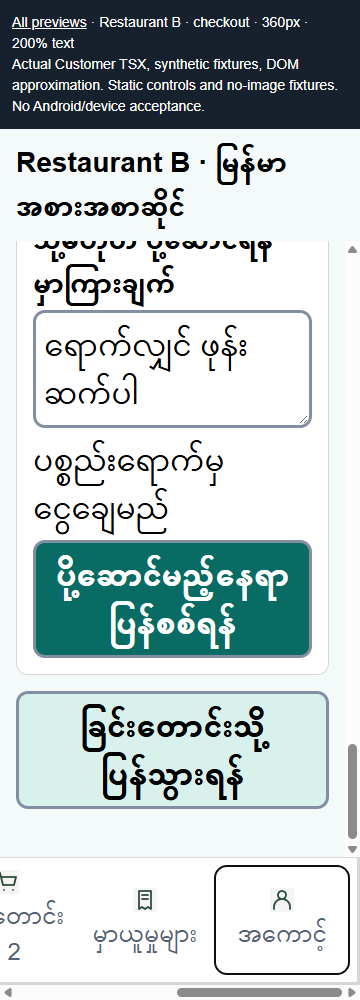 All previews · Restaurant B · checkout · 360px ·
200% text
Actual Customer TSX, synthetic fixtures, DOM
approximation. Static controls and no-image fixtures.
No Android/device acceptance.
Restaurant B · မြန်မာ
အစားအစာဆိုင်
မှာကြားချက်
ရောက်လျှင် ဖုန်း
ဆက်ပါ
ပစ္စည်းရောက်မှ
ငွေချေမည်
ပို့ဆောင်မည့်နေရာ
ပြန်စစ်ရန်
ခြင်းတောင်းသို့
ပြန်သွားရန်
တောင်း
2
မှာယူမှုများ
အကောင့်